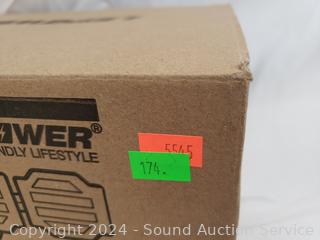 OWER®
NDLY LIFESTYLE
5545
174.
Copyright 2024 - Sound Auction Service